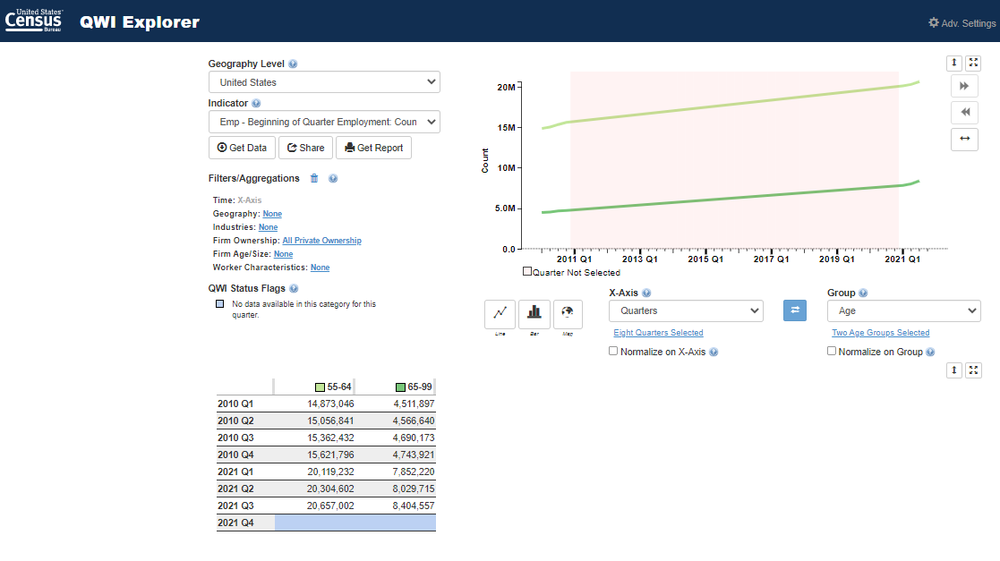 United States®
Census
Bureau
QWI Explorer
Adv. Settings
Geography Level
United States
Indicator
Emp - Beginning of Quarter Employment: Coun
Get Data
Share
Get Report
Filters/Aggregations
Time: X-Axis
Geography: None
Industries: None
Firm Ownership: All Private Ownership
Firm Age/Size: None
Worker Characteristics: None
QWI Status Flags
No data available in this category for this
quarter.
Count
20M
15M
10M
5.0M
0.0
2011 Q1 2013 Q1 2015 Q1 2017 Q1 2019 Q1 2021 Q1
Quarter Not Selected
Line Bar Map
X-Axis
Quarters
Eight Quarters Selected
Normalize on X-Axis
Group
Age
Two Age Groups Selected
Normalize on Group
55-64 65-99
2010 Q1 14,873,046 4,511,897
2010 Q2 15,056,841 4,566,640
2010 Q3 15,362,432 4,690,173
2010 Q4 15,621,796 4,743,921
2021 Q1 20,119,232 7,852,220
2021 Q2 20,304,602 8,029,715
2021 Q3 20,657,002 8,404,557
2021 Q4